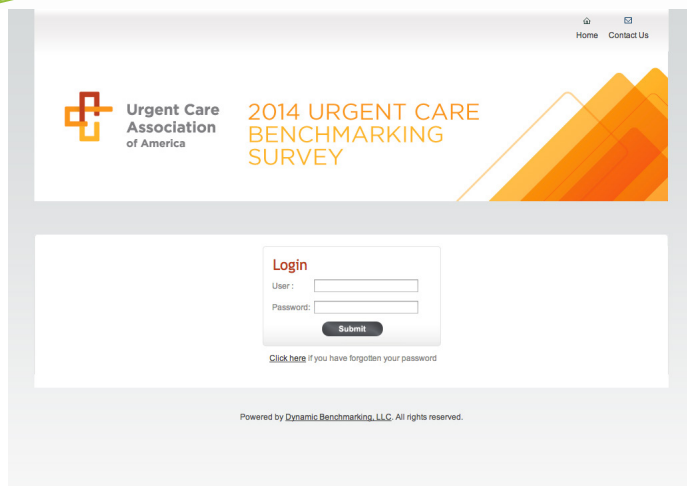 Home Contact Us
Urgent Care
Association
of America
2014 URGENT CARE
BENCHMARKING
SURVEY
Login
User :
Password:
Submit
Click here if you have forgotten your password
Powered by Dynamic Benchmarking, LLC. All rights reserved.